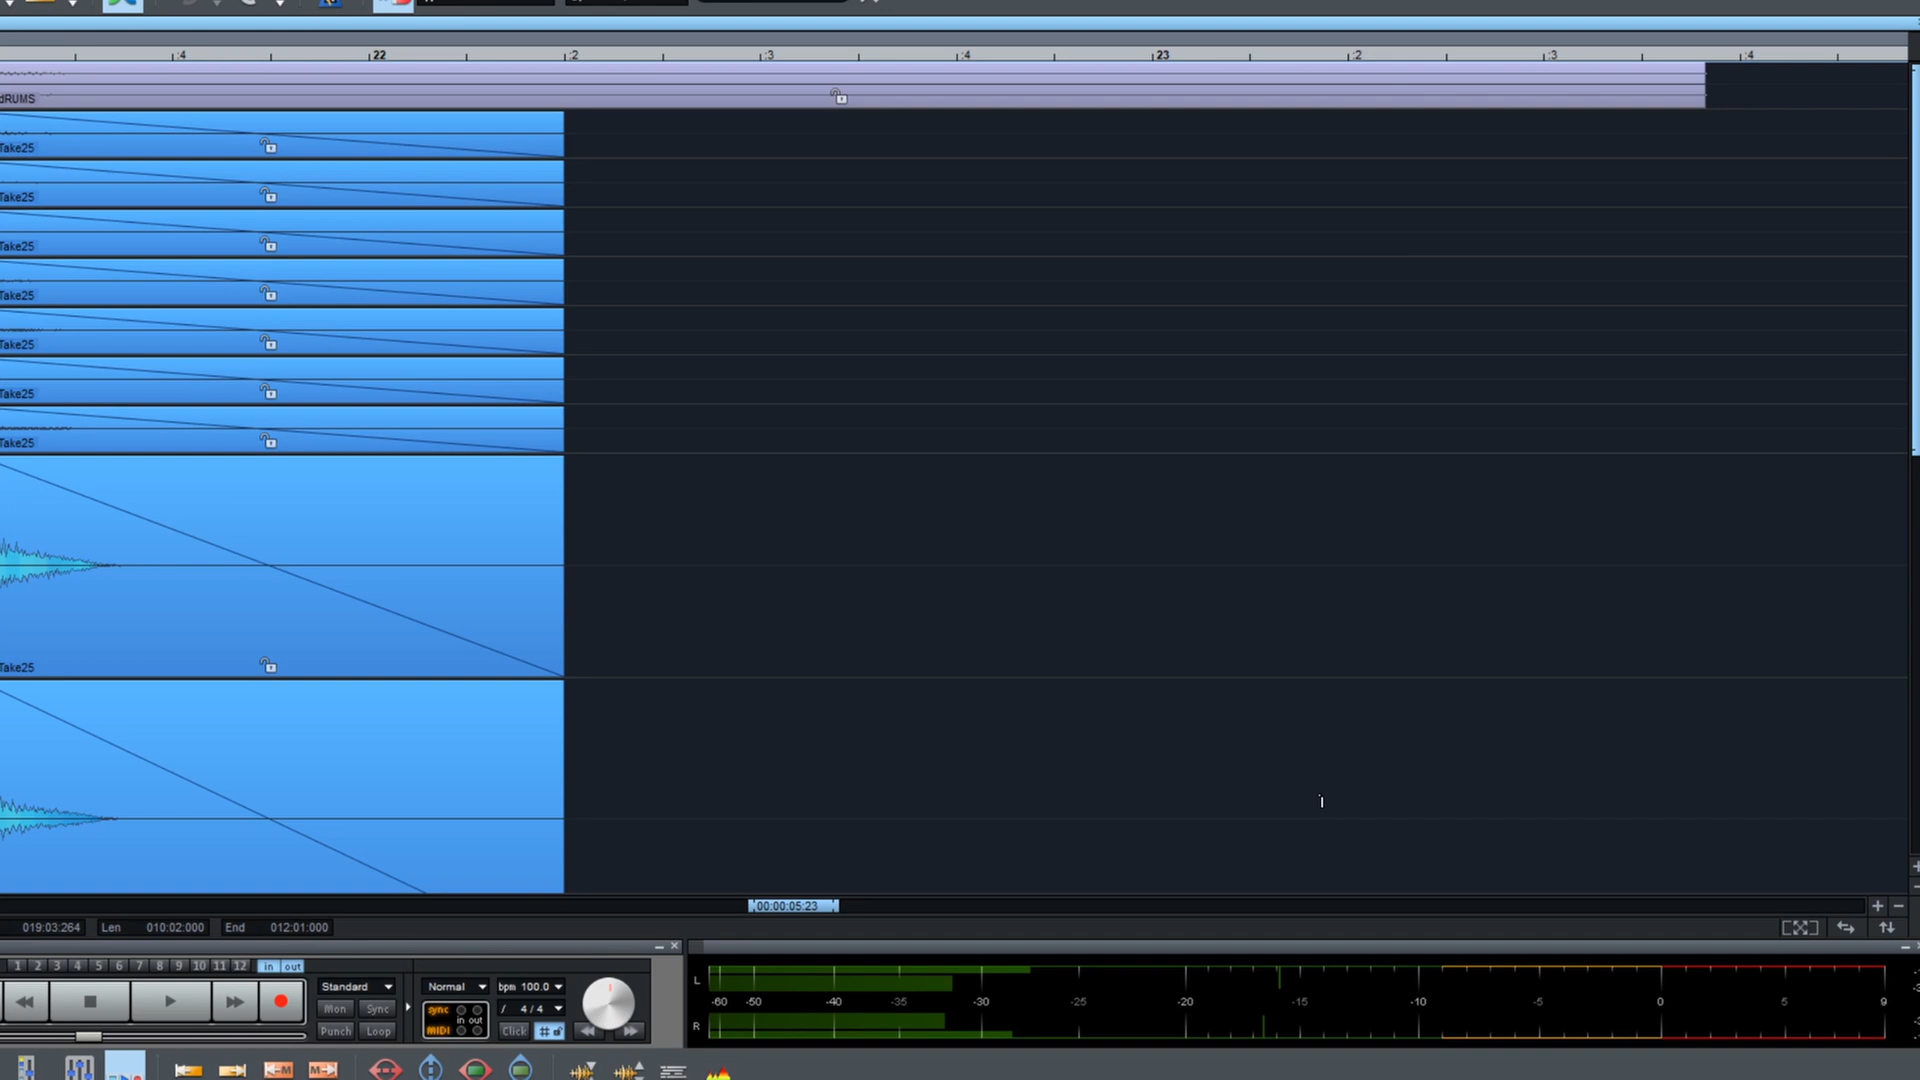 :4 22 :2 :3 :4 23 :2 :3 :4
dRUMS
Take25
Take25
Take25
Take25
Take25
Take25
Take25
Take25
00:00:05:23
019:03:264 Len 010:02:000 End 012:01:000
1 2 3 4 5 6 7 8 9 10 11 12 in out
Standard Normal bpm 100.0
Mon Sync sync in out MIDI / 4/4
Punch Loop Click #
L
-60 -50 -40 -35 -30 -25 -20 -15 -10 -5 0 5 9
R
M M